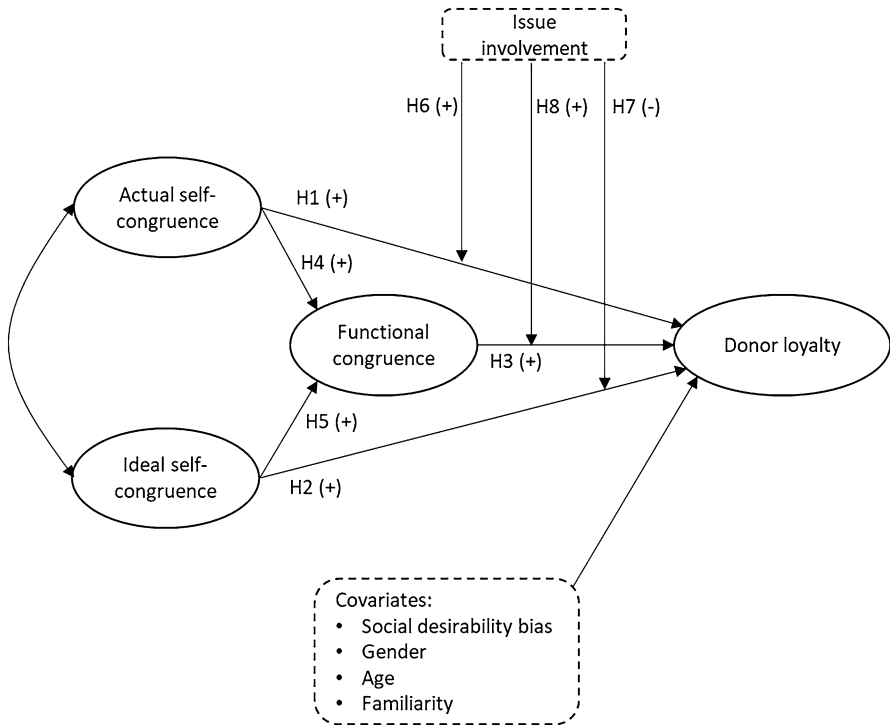 Issue
involvement
H6 (+)
H8 (+)
H7 (-)
Actual self-
congruence
H1 (+)
H4 (+)
Functional
congruence
H3 (+)
Donor loyalty
H5 (+)
Ideal self-
congruence
H2 (+)
Covariates:
• Social desirability bias
• Gender
• Age
• Familiarity